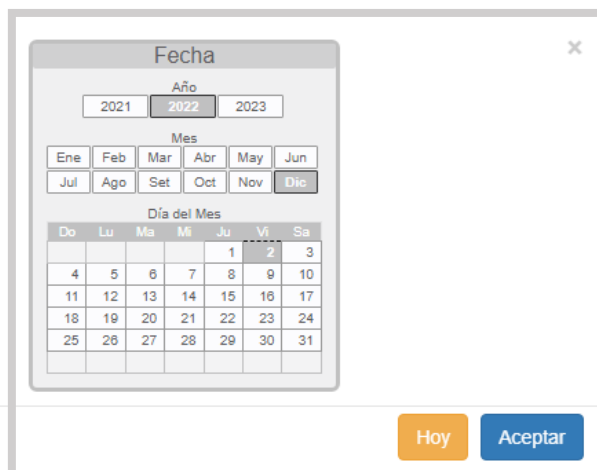 Fecha
×
Año
2021 2022 2023
Mes
Ene Feb Mar Abr May Jun
Jul Ago Set Oct Nov Dic
Día del Mes
Do Lu Ma Mi Ju Vi Sa
1 2 3
4 5 6 7 8 9 10
11 12 13 14 15 16 17
18 19 20 21 22 23 24
25 26 27 28 29 30 31
Hoy Aceptar